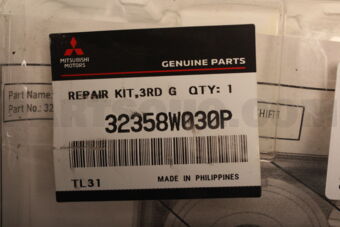 MITSUBISHI
MOTORS
GENUINE PARTS
REPAIR KIT,3RD G QTY: 1
32358W030P
TL31
MADE IN PHILIPPINES
Part Name:
Part No.: 32